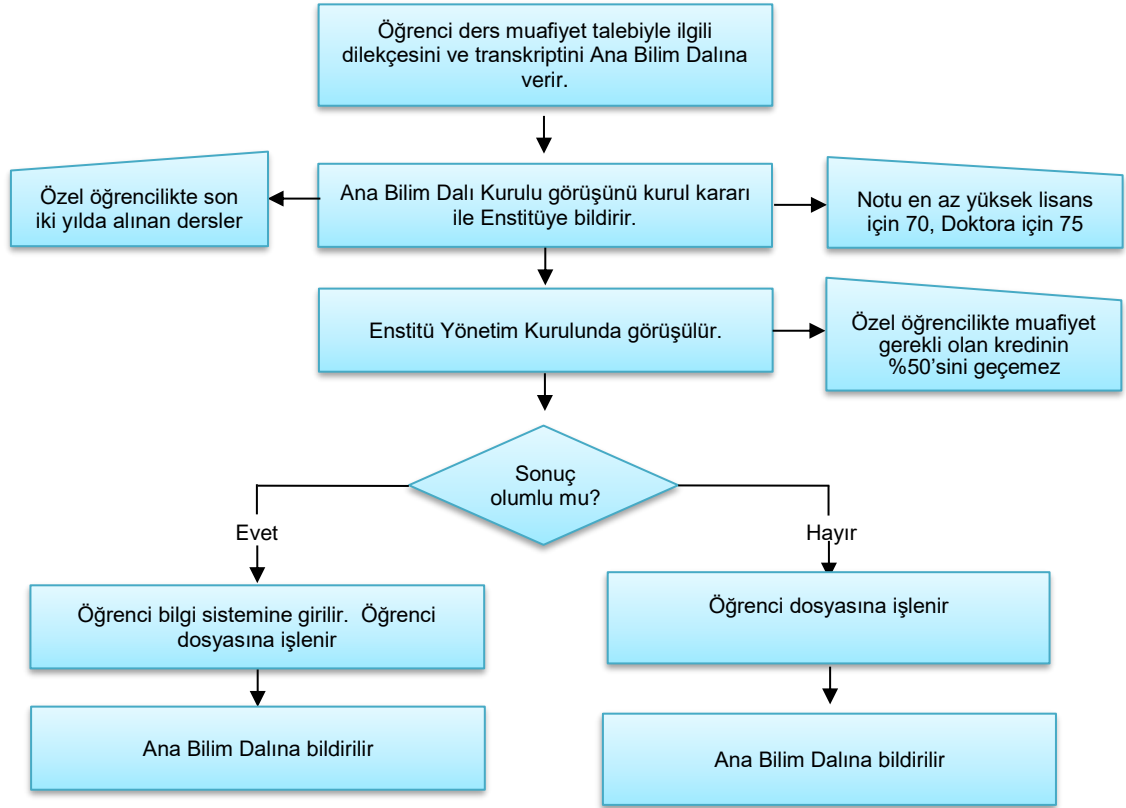 Öğrenci ders muafiyet talebiyle ilgili
dilekçesini ve transkriptini Ana Bilim Dalına
verir.
Özel öğrencilikte son
iki yılda alınan dersler
Ana Bilim Dalı Kurulu görüşünü kurul kararı
ile Enstitüye bildirir.
Notu en az yüksek lisans
için 70, Doktora için 75
Enstitü Yönetim Kurulunda görüşülür.
Özel öğrencilikte muafiyet
gerekli olan kredinin
%50’sini geçemez
Sonuç
olumlu mu?
Evet
Hayır
Öğrenci bilgi sistemine girilir.  Öğrenci
dosyasına işlenir
Öğrenci dosyasına işlenir
Ana Bilim Dalına bildirilir
Ana Bilim Dalına bildirilir